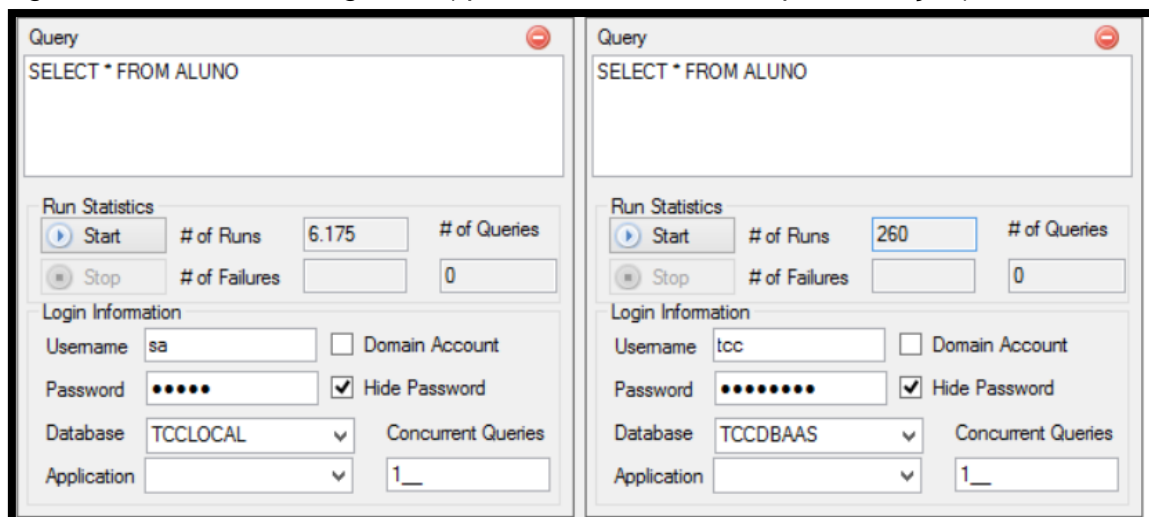 Query
SELECT * FROM ALUNO
Run Statistics
Start # of Runs 6.175 # of Queries
Stop # of Failures 0
Login Information
Username sa Domain Account
Password ●●●●● Hide Password
Database TCCLOCAL Concurrent Queries
Application 1__
Query
SELECT * FROM ALUNO
Run Statistics
Start # of Runs 260 # of Queries
Stop # of Failures 0
Login Information
Username tcc Domain Account
Password ●●●●●●●● Hide Password
Database TCCDBAAS Concurrent Queries
Application 1__